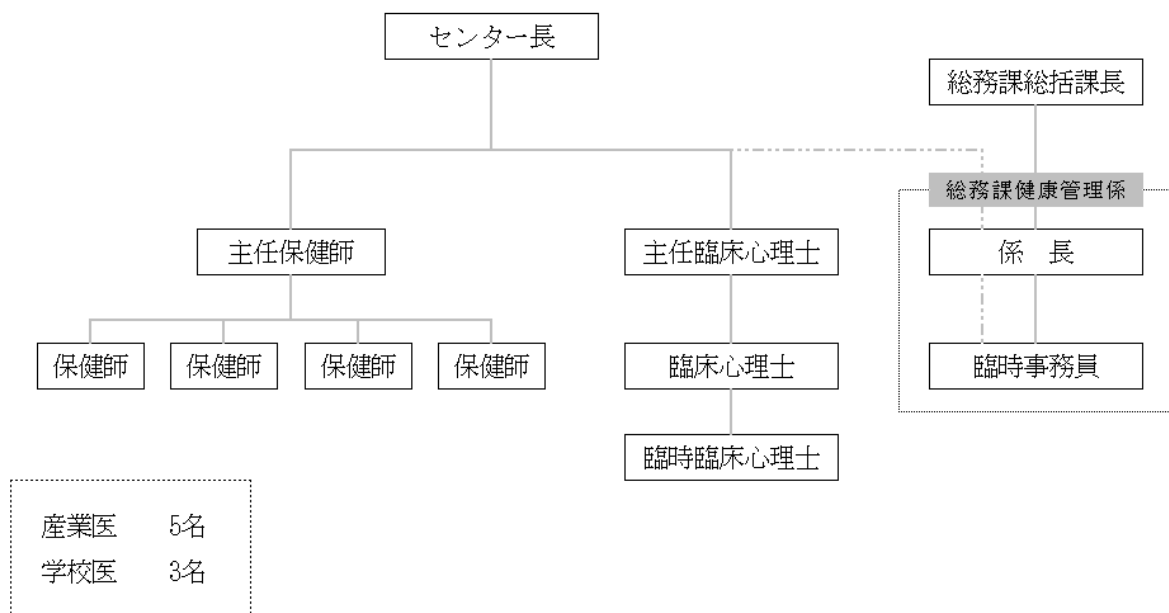 センター長
総務課総括課長
総務課健康管理係
主任保健師
主任臨床心理士
係　長
保健師
保健師
保健師
保健師
臨床心理士
臨時事務員
臨時臨床心理士
産業医　　5名
学校医　　3名